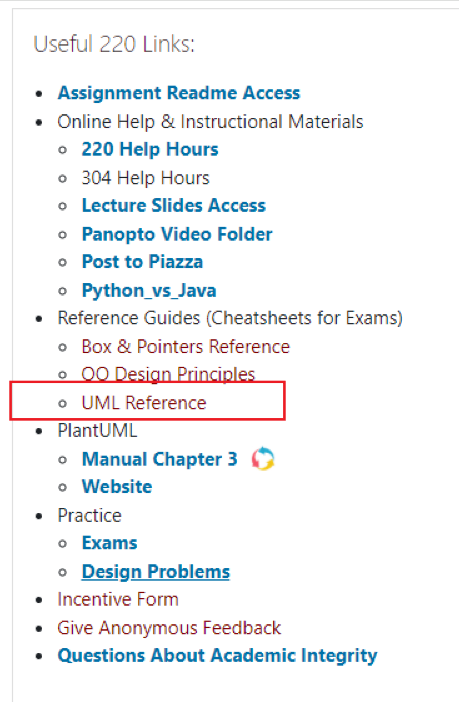 Useful 220 Links:
Assignment Readme Access
Online Help & Instructional Materials
220 Help Hours
304 Help Hours
Lecture Slides Access
Panopto Video Folder
Post to Piazza
Python_vs_Java
Reference Guides (Cheatsheets for Exams)
Box & Pointers Reference
OO Design Principles
UML Reference
PlantUML
Manual Chapter 3
Website
Practice
Exams
Design Problems
Incentive Form
Give Anonymous Feedback
Questions About Academic Integrity